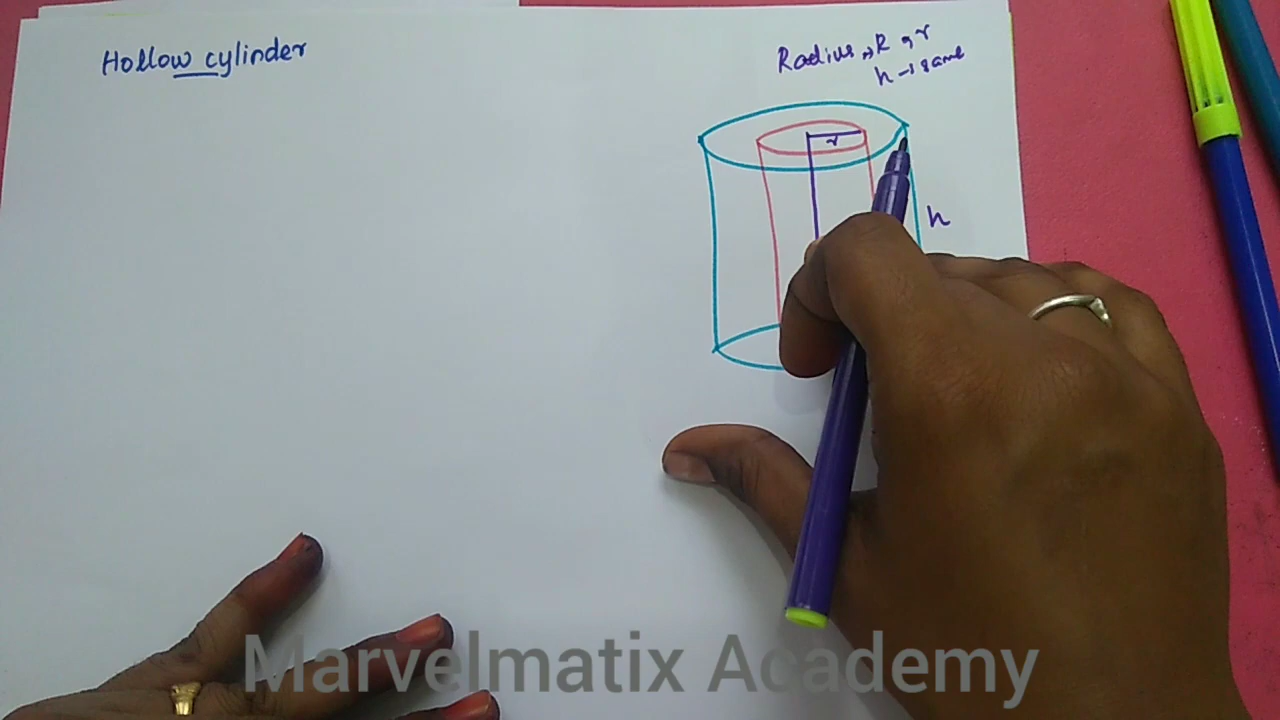 Hollow cylinder
Radius → R, r
h → same
r
h
Marvelmatix Academy